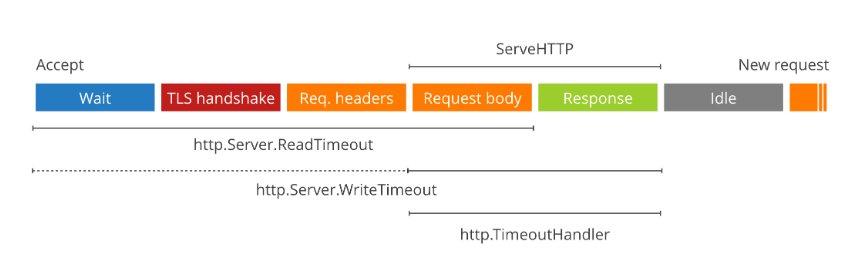 ServeHTTP
Accept
New request
Wait
TLS handshake
Req. headers
Request body
Response
Idle
http.Server.ReadTimeout
http.Server.WriteTimeout
http.TimeoutHandler